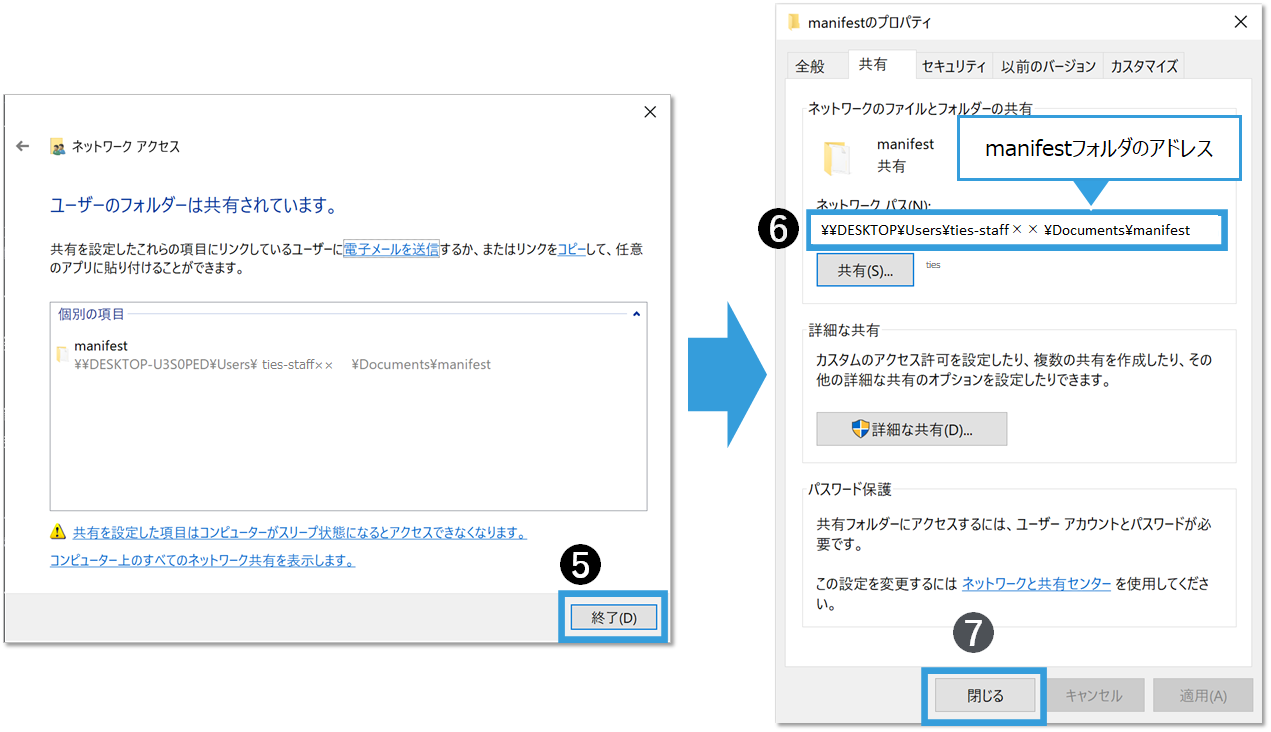 ネットワーク アクセス
ユーザーのフォルダーは共有されています。
共有を設定したこれらの項目にリンクしているユーザーに電子メールを送信するか、またはリンクをコピーして、任意
のアプリに貼り付けることができます。
個別の項目
manifest
¥¥DESKTOP-U3S0PED¥Users¥ ties-staff×× ¥Documents¥manifest
共有を設定した項目はコンピューターがスリープ状態になるとアクセスできなくなります。
コンピューター上のすべてのネットワーク共有を表示します。
5
終了(D)
manifestのプロパティ
全般 共有 セキュリティ 以前のバージョン カスタマイズ
ネットワークのファイルとフォルダーの共有
manifest
共有
manifestフォルダのアドレス
ネットワーク パス(N):
6
¥¥DESKTOP¥Users¥ties-staff×× ¥Documents¥manifest
共有(S)...
ties
詳細な共有
カスタムのアクセス許可を設定したり、複数の共有を作成したり、その
他の詳細な共有のオプションを設定したりできます。
詳細な共有(D)...
パスワード保護
共有フォルダーにアクセスするには、ユーザー アカウントとパスワードが必
要です。
この設定を変更するには ネットワークと共有センター を使用してくださ
い。
7
閉じる キャンセル 適用(A)